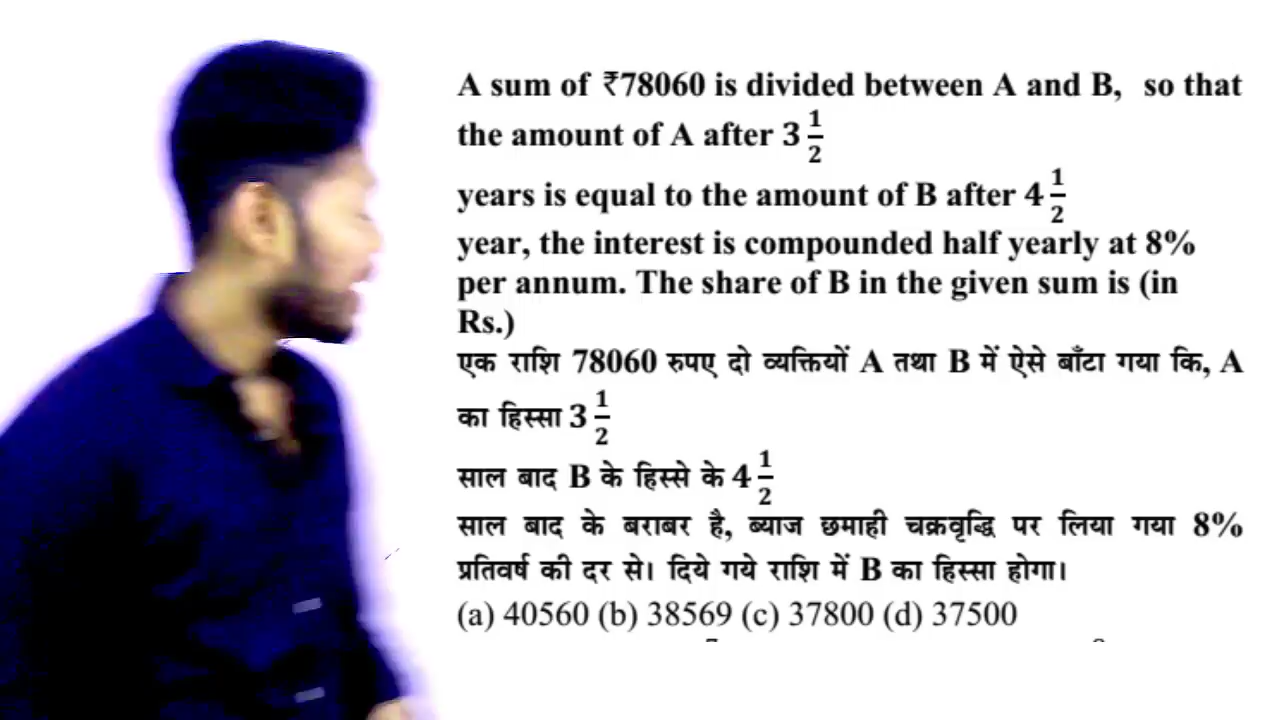 A sum of ₹78060 is divided between A and B, so that
the amount of A after 3 1/2
years is equal to the amount of B after 4 1/2
year, the interest is compounded half yearly at 8%
per annum. The share of B in the given sum is (in
Rs.)
एक राशि 78060 रुपए दो व्यक्तियों A तथा B में ऐसे बाँटा गया कि, A
का हिस्सा 3 1/2
साल बाद B के हिस्से के 4 1/2
साल बाद के बराबर है, ब्याज छमाही चक्रवृद्धि पर लिया गया 8%
प्रतिवर्ष की दर से। दिये गये राशि में B का हिस्सा होगा।
(a) 40560 (b) 38569 (c) 37800 (d) 37500